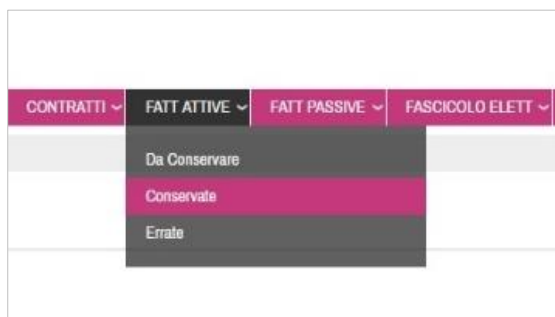 CONTRATTI FATT ATTIVE FATT PASSIVE FASCICOLO ELETT
Da Conservare
Conservate
Errate